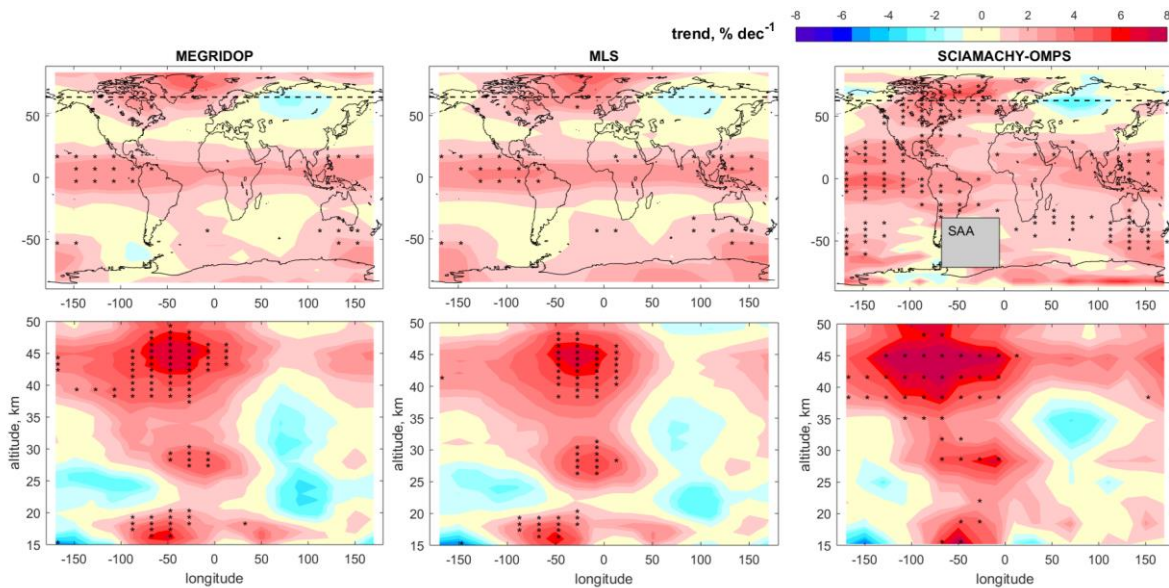 trend, % dec⁻¹
-8 -6 -4 -2 0 2 4 6 8
MEGRIDOP MLS SCIAMACHY-OMPS
50 50 50
0 0 0
-50 -50 -50
SAA
-150 -100 -50 0 50 100 150 -150 -100 -50 0 50 100 150 -150 -100 -50 0 50 100 150
altitude, km
50
45
40
35
30
25
20
15
-150 -100 -50 0 50 100 150
longitude
altitude, km
50
45
40
35
30
25
20
15
-150 -100 -50 0 50 100 150
longitude
altitude, km
50
45
40
35
30
25
20
15
-150 -100 -50 0 50 100 150
longitude